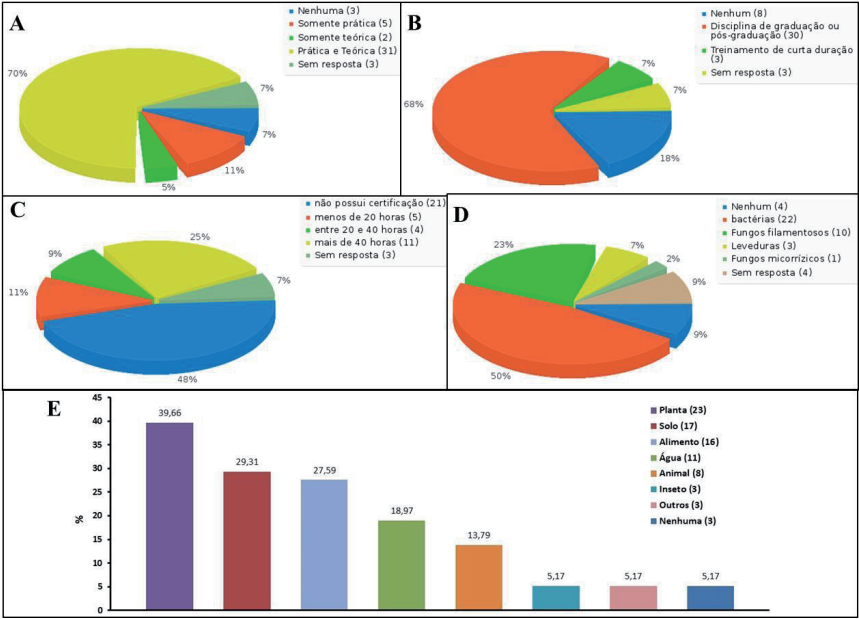 A
Nenhuma (3)
Somente prática (5)
Somente teórica (2)
Prática e Teórica (31)
Sem resposta (3)
70%
7%
7%
11%
5%
B
Nenhum (8)
Disciplina de graduação ou
pós-graduação (30)
Treinamento de curta duração
(3)
Sem resposta (3)
7%
7%
68%
18%
C
não possui certificação (21)
menos de 20 horas (5)
entre 20 e 40 horas (4)
mais de 40 horas (11)
Sem resposta (3)
25%
9%
7%
11%
48%
D
Nenhum (4)
bactérias (22)
Fungos filamentosos (10)
Leveduras (3)
Fungos micorrízicos (1)
Sem resposta (4)
23%
7%
2%
9%
9%
50%
E
%
45
40
35
30
25
20
15
10
5
0
39,66
29,31
27,59
18,97
13,79
5,17
5,17
5,17
Planta (23)
Solo (17)
Alimento (16)
Água (11)
Animal (8)
Inseto (3)
Outros (3)
Nenhuma (3)